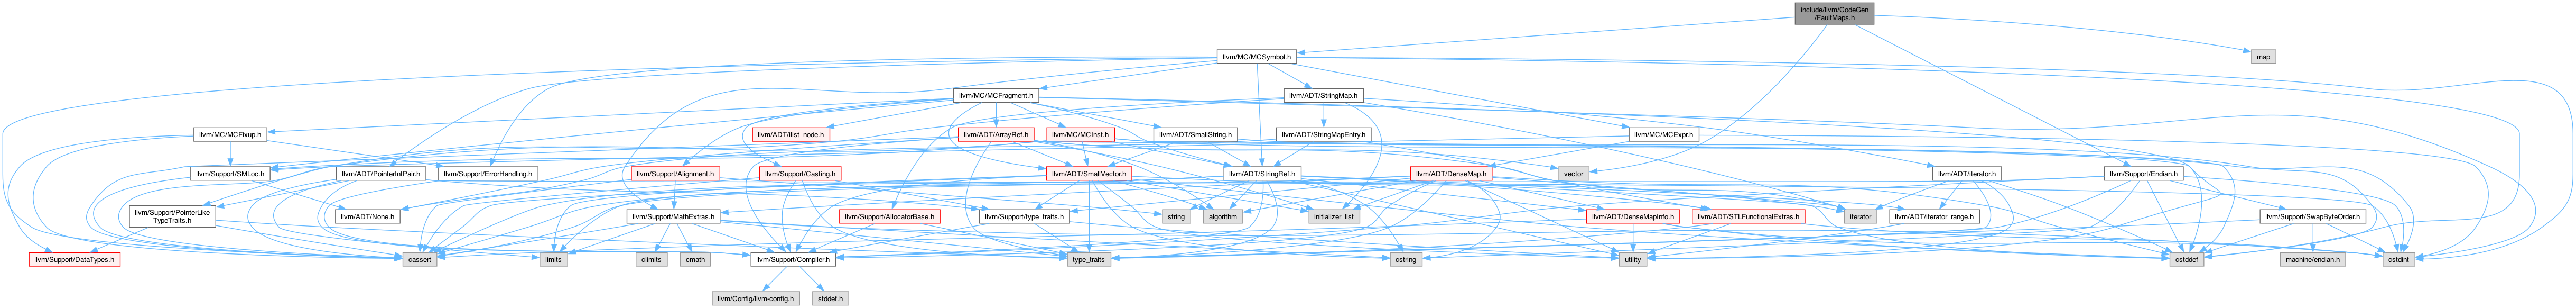 include/llvm/CodeGen
/FaultMaps.h
llvm/MC/MCSymbol.h
map
llvm/MC/MCFragment.h
llvm/ADT/StringMap.h
llvm/MC/MCFixup.h
llvm/ADT/ilist_node.h
llvm/ADT/ArrayRef.h
llvm/MC/MCInst.h
llvm/ADT/SmallString.h
llvm/ADT/StringMapEntry.h
llvm/MC/MCExpr.h
llvm/Support/SMLoc.h
llvm/ADT/PointerIntPair.h
llvm/Support/ErrorHandling.h
llvm/Support/Alignment.h
llvm/Support/Casting.h
llvm/ADT/SmallVector.h
llvm/ADT/StringRef.h
llvm/ADT/DenseMap.h
vector
llvm/ADT/iterator.h
llvm/Support/Endian.h
llvm/Support/PointerLike
TypeTraits.h
llvm/ADT/None.h
string
llvm/Support/MathExtras.h
llvm/Support/AllocatorBase.h
llvm/Support/type_traits.h
algorithm
initializer_list
llvm/ADT/DenseMapInfo.h
llvm/ADT/STLFunctionalExtras.h
iterator
llvm/ADT/iterator_range.h
llvm/Support/SwapByteOrder.h
llvm/Support/DataTypes.h
cassert
limits
climits
cmath
llvm/Support/Compiler.h
type_traits
cstring
utility
cstddef
machine/endian.h
cstdint
llvm/Config/llvm-config.h
stddef.h